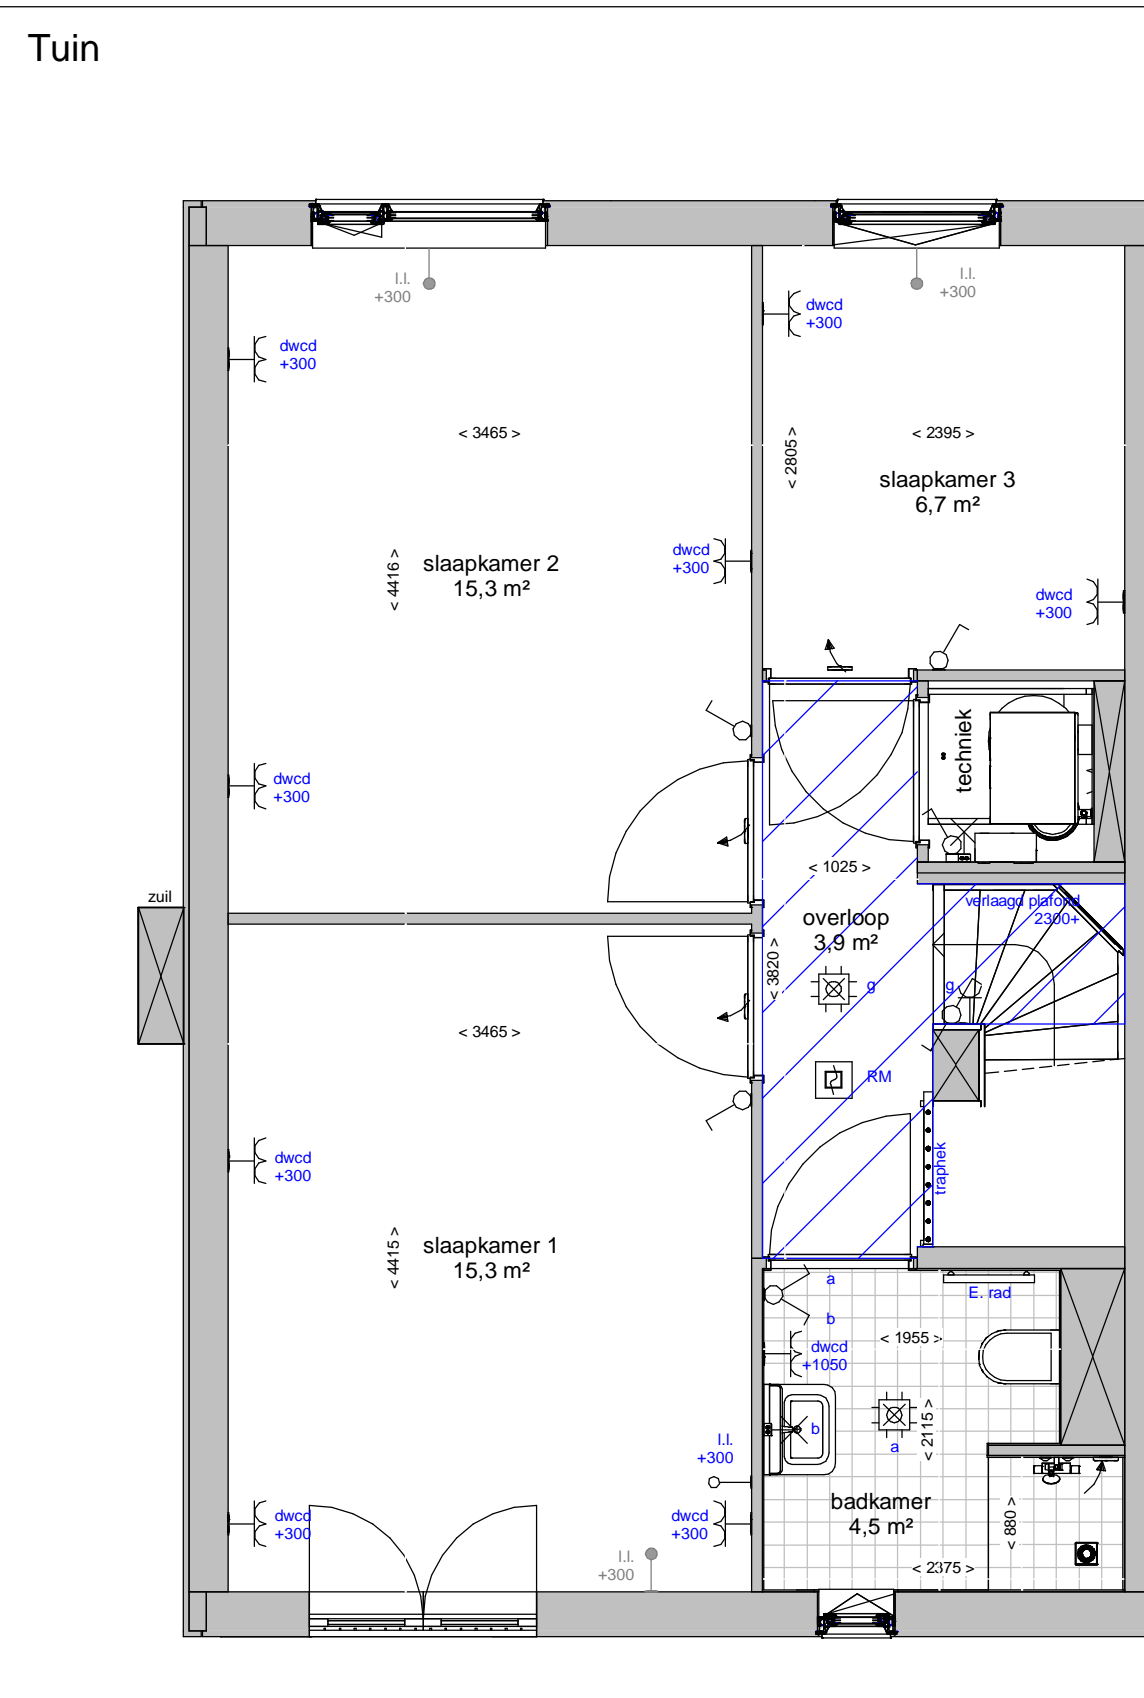 Tuin
l.l.
+300
l.l.
+300
dwcd
+300
dwcd
+300
< 3465 >
< 2395 >
< 2805 >
slaapkamer 3
6,7 m²
dwcd
+300
slaapkamer 2
15,3 m²
< 4416 >
dwcd
+300
techniek
dwcd
+300
< 1025 >
zuil
verlaagd plafond
2300+
overloop
3,9 m²
< 3820 >
g
g
< 3465 >
RM
traphek
dwcd
+300
slaapkamer 1
15,3 m²
< 4415 >
a
E. rad
b
dwcd
+1050
< 1955 >
b
a
< 2115 >
l.l.
+300
badkamer
4,5 m²
< 880 >
dwcd
+300
dwcd
+300
l.l.
+300
< 2375 >